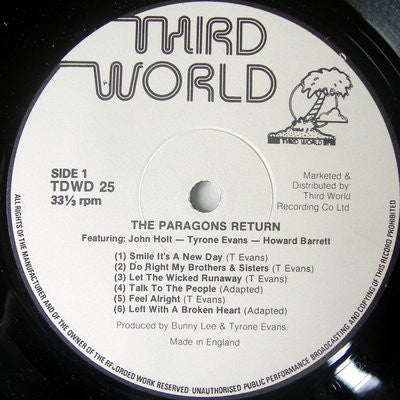 THIRD
WORLD
THIRD WORLD
SIDE 1
TDWD 25
33⅓ rpm
Marketed &
Distributed by:
Third World
Recording Co Ltd
THE PARAGONS RETURN
Featuring: John Holt — Tyrone Evans — Howard Barrett
(1) Smile It's A New Day (T Evans)
(2) Do Right My Brothers & Sisters (T Evans)
(3) Let The Wicked Runaway (T Evans)
(4) Talk To The People (Adapted)
(5) Feel Alright (T Evans)
(6) Left With A Broken Heart (Adapted)
Produced by Bunny Lee & Tyrone Evans.
Made in England
ALL RIGHTS OF THE MANUFACTURER AND OF THE OWNER OF THE RE-ORDED WORK RESERVED·UNAUTHORISED PUBLIC PERFORMANCE BROADCASTING AND COPYING OF THIS RECORD PROHIBITED